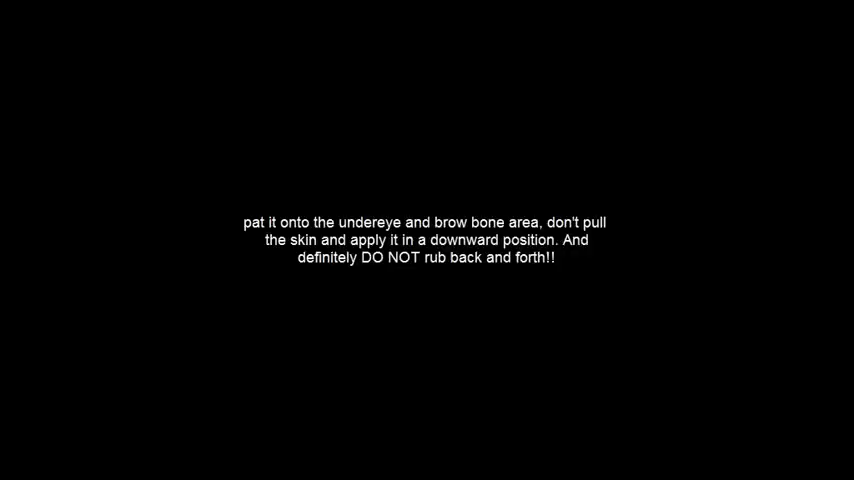 pat it onto the undereye and brow bone area, don't pull
the skin and apply it in a downward position. And
definitely DO NOT rub back and forth!!